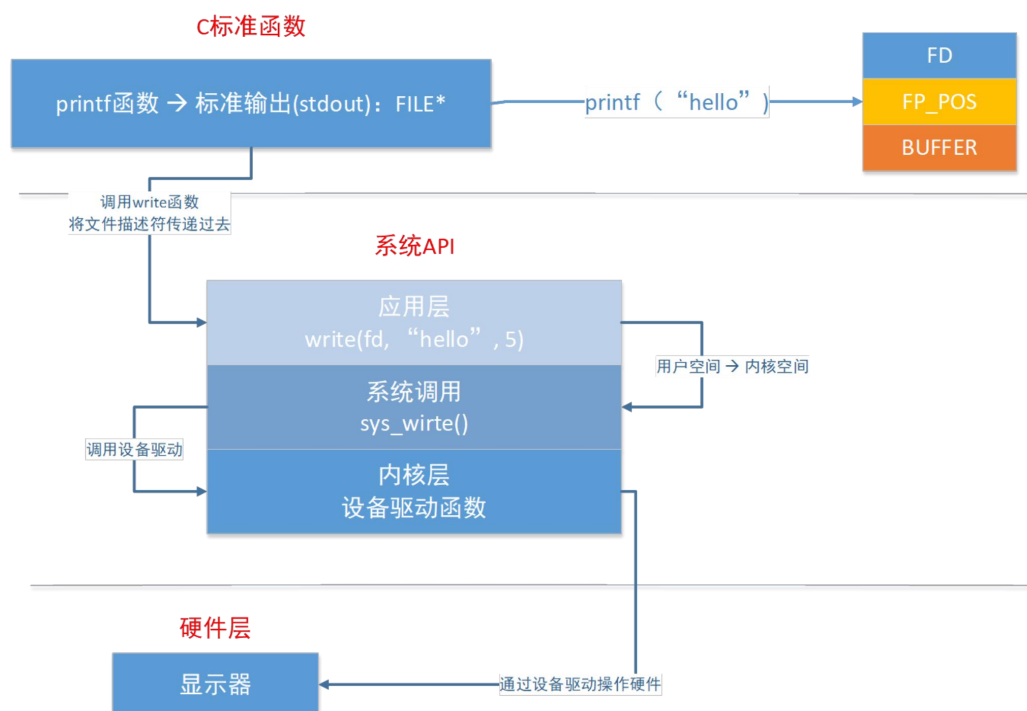 C标准函数
printf函数 → 标准输出(stdout)：FILE*
printf（“hello”)
FD
FP_POS
BUFFER
调用write函数
将文件描述符传递过去
系统API
应用层
write(fd, “hello”, 5)
用户空间 → 内核空间
系统调用
sys_wirte()
调用设备驱动
内核层
设备驱动函数
硬件层
显示器
通过设备驱动操作硬件